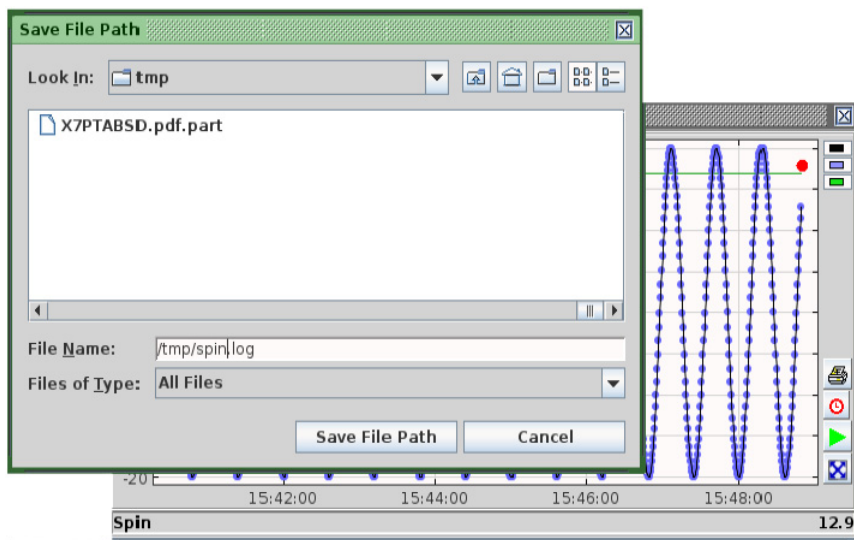 Save File Path
Look In: tmp
X7PTABSD.pdf.part
File Name: /tmp/spin.log
Files of Type: All Files
Save File Path Cancel
-20
15:42:00 15:44:00 15:46:00 15:48:00
Spin 12.9